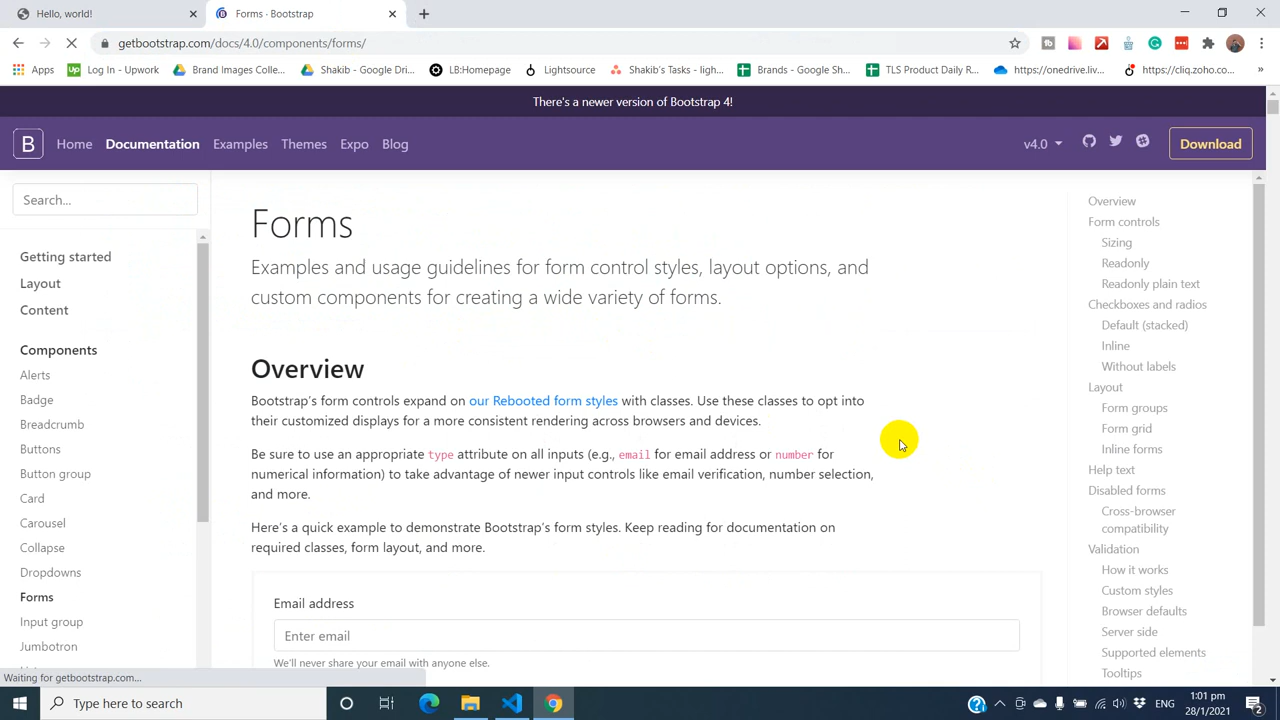 Hello, world!
Forms · Bootstrap
getbootstrap.com/docs/4.0/components/forms/
Apps
Log In - Upwork
Brand Images Colle...
Shakib - Google Dri...
LB:Homepage
Lightsource
Shakib's Tasks - ligh...
Brands - Google Sh...
TLS Product Daily R...
https://onedrive.liv...
https://cliq.zoho.co...
»
There's a newer version of Bootstrap 4!
B
Home
Documentation
Examples
Themes
Expo
Blog
v4.0
Download
Search...
Getting started
Layout
Content
Components
Alerts
Badge
Breadcrumb
Buttons
Button group
Card
Carousel
Collapse
Dropdowns
Forms
Input group
Jumbotron
Forms
Examples and usage guidelines for form control styles, layout options, and
custom components for creating a wide variety of forms.
Overview
Bootstrap's form controls expand on our Rebooted form styles with classes. Use these classes to opt into
their customized displays for a more consistent rendering across browsers and devices.
Be sure to use an appropriate type attribute on all inputs (e.g., email for email address or number for
numerical information) to take advantage of newer input controls like email verification, number selection,
and more.
Here's a quick example to demonstrate Bootstrap's form styles. Keep reading for documentation on
required classes, form layout, and more.
Email address
Enter email
We'll never share your email with anyone else.
Overview
Form controls
Sizing
Readonly
Readonly plain text
Checkboxes and radios
Default (stacked)
Inline
Without labels
Layout
Form groups
Form grid
Inline forms
Help text
Disabled forms
Cross-browser
compatibility
Validation
How it works
Custom styles
Browser defaults
Server side
Supported elements
Tooltips
Waiting for getbootstrap.com...
Type here to search
ENG
1:01 pm
28/1/2021
2